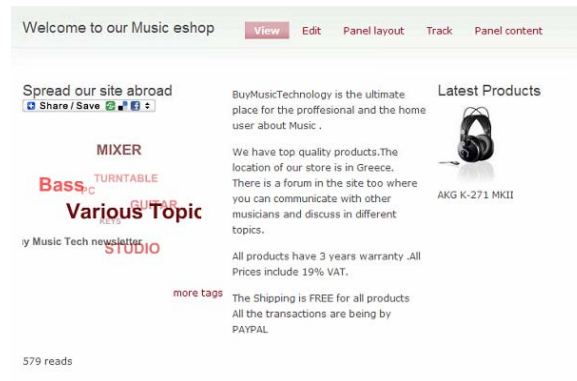 Welcome to our Music eshop
View Edit Panel layout Track Panel content
Spread our site abroad
Share / Save
MIXER
TURNTABLE
Bass
PC
GUITAR
Various Topic
KEYS
y Music Tech newsletter
STUDIO
more tags
BuyMusicTechnology is the ultimate
place for the proffesional and the home
user about Music .
We have top quality products.The
location of our store is in Greece.
There is a forum in the site too where
you can communicate with other
musicians and discuss in different
topics.
All products have 3 years warranty .All
Prices include 19% VAT.
The Shipping is FREE for all products
All the transactions are being by
PAYPAL
Latest Products
AKG K-271 MKII
579 reads